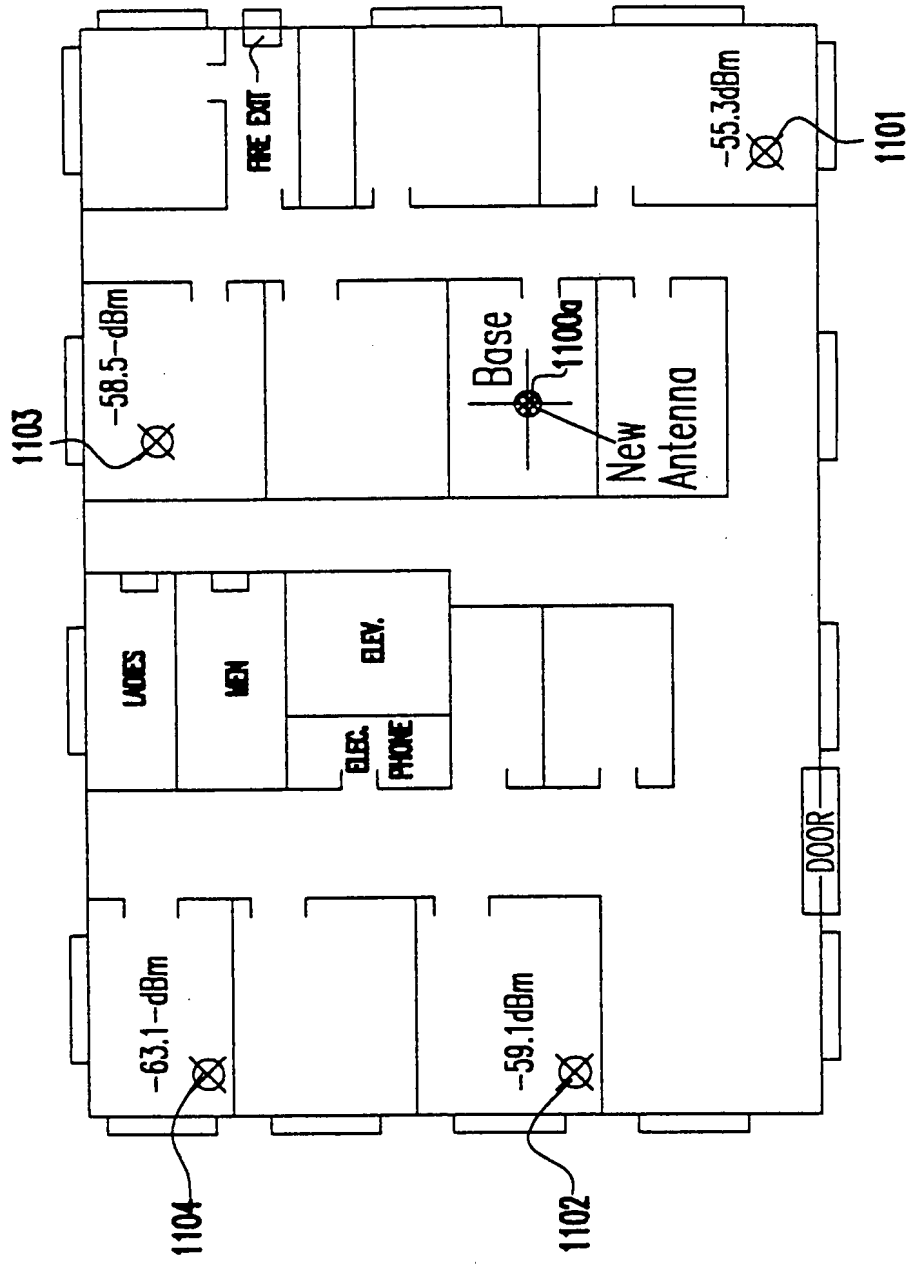 1103
-58.5-dBm
FIRE EXIT
-55.3dBm
1101
LADIES
MEN
ELEV.
ELEC.
PHONE
Base
1100a
New
Antenna
-63.1-dBm
1104
-59.1dBm
1102
DOOR